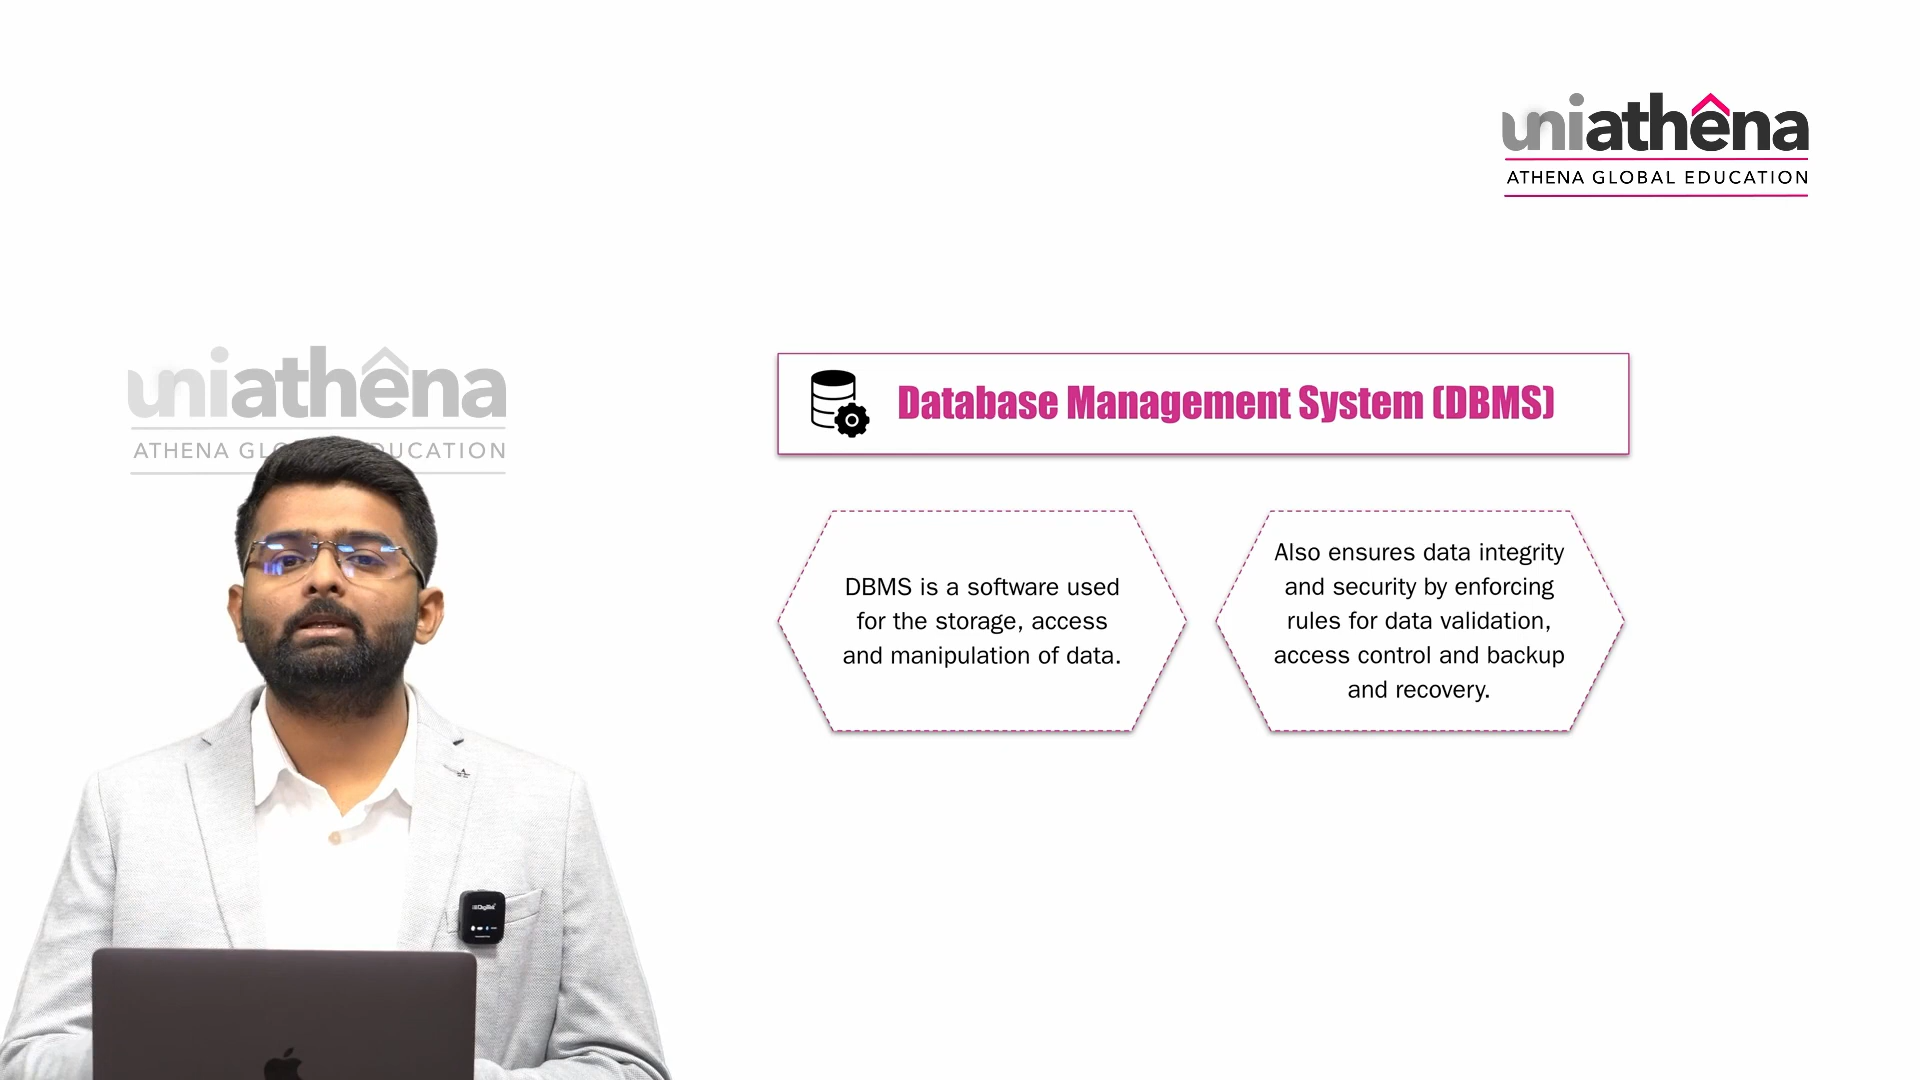 uniathêna
ATHENA GLOBAL EDUCATION
uniathêna
ATHENA GL UCATION
Database Management System (DBMS)
DBMS is a software used
for the storage, access
and manipulation of data.
Also ensures data integrity
and security by enforcing
rules for data validation,
access control and backup
and recovery.